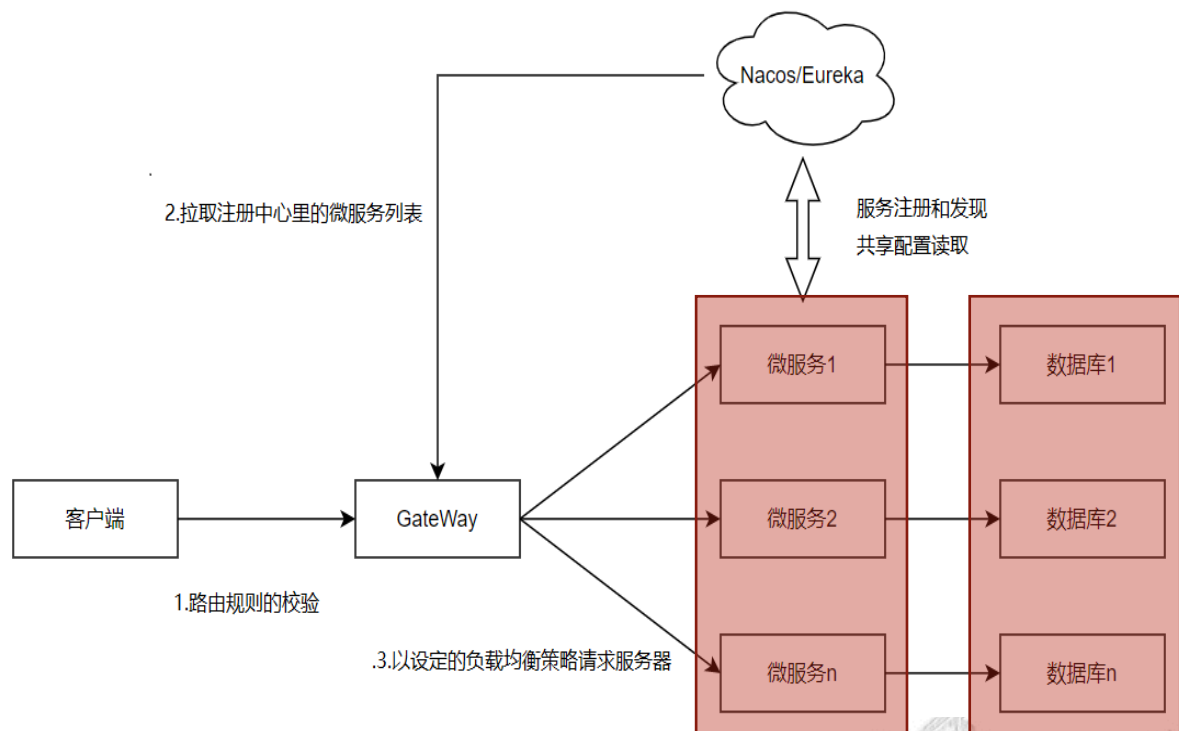 Nacos/Eureka
2.拉取注册中心里的微服务列表
服务注册和发现
共享配置读取
微服务1
数据库1
客户端
GateWay
微服务2
数据库2
1.路由规则的校验
.3.以设定的负载均衡策略请求服务器
微服务n
数据库n